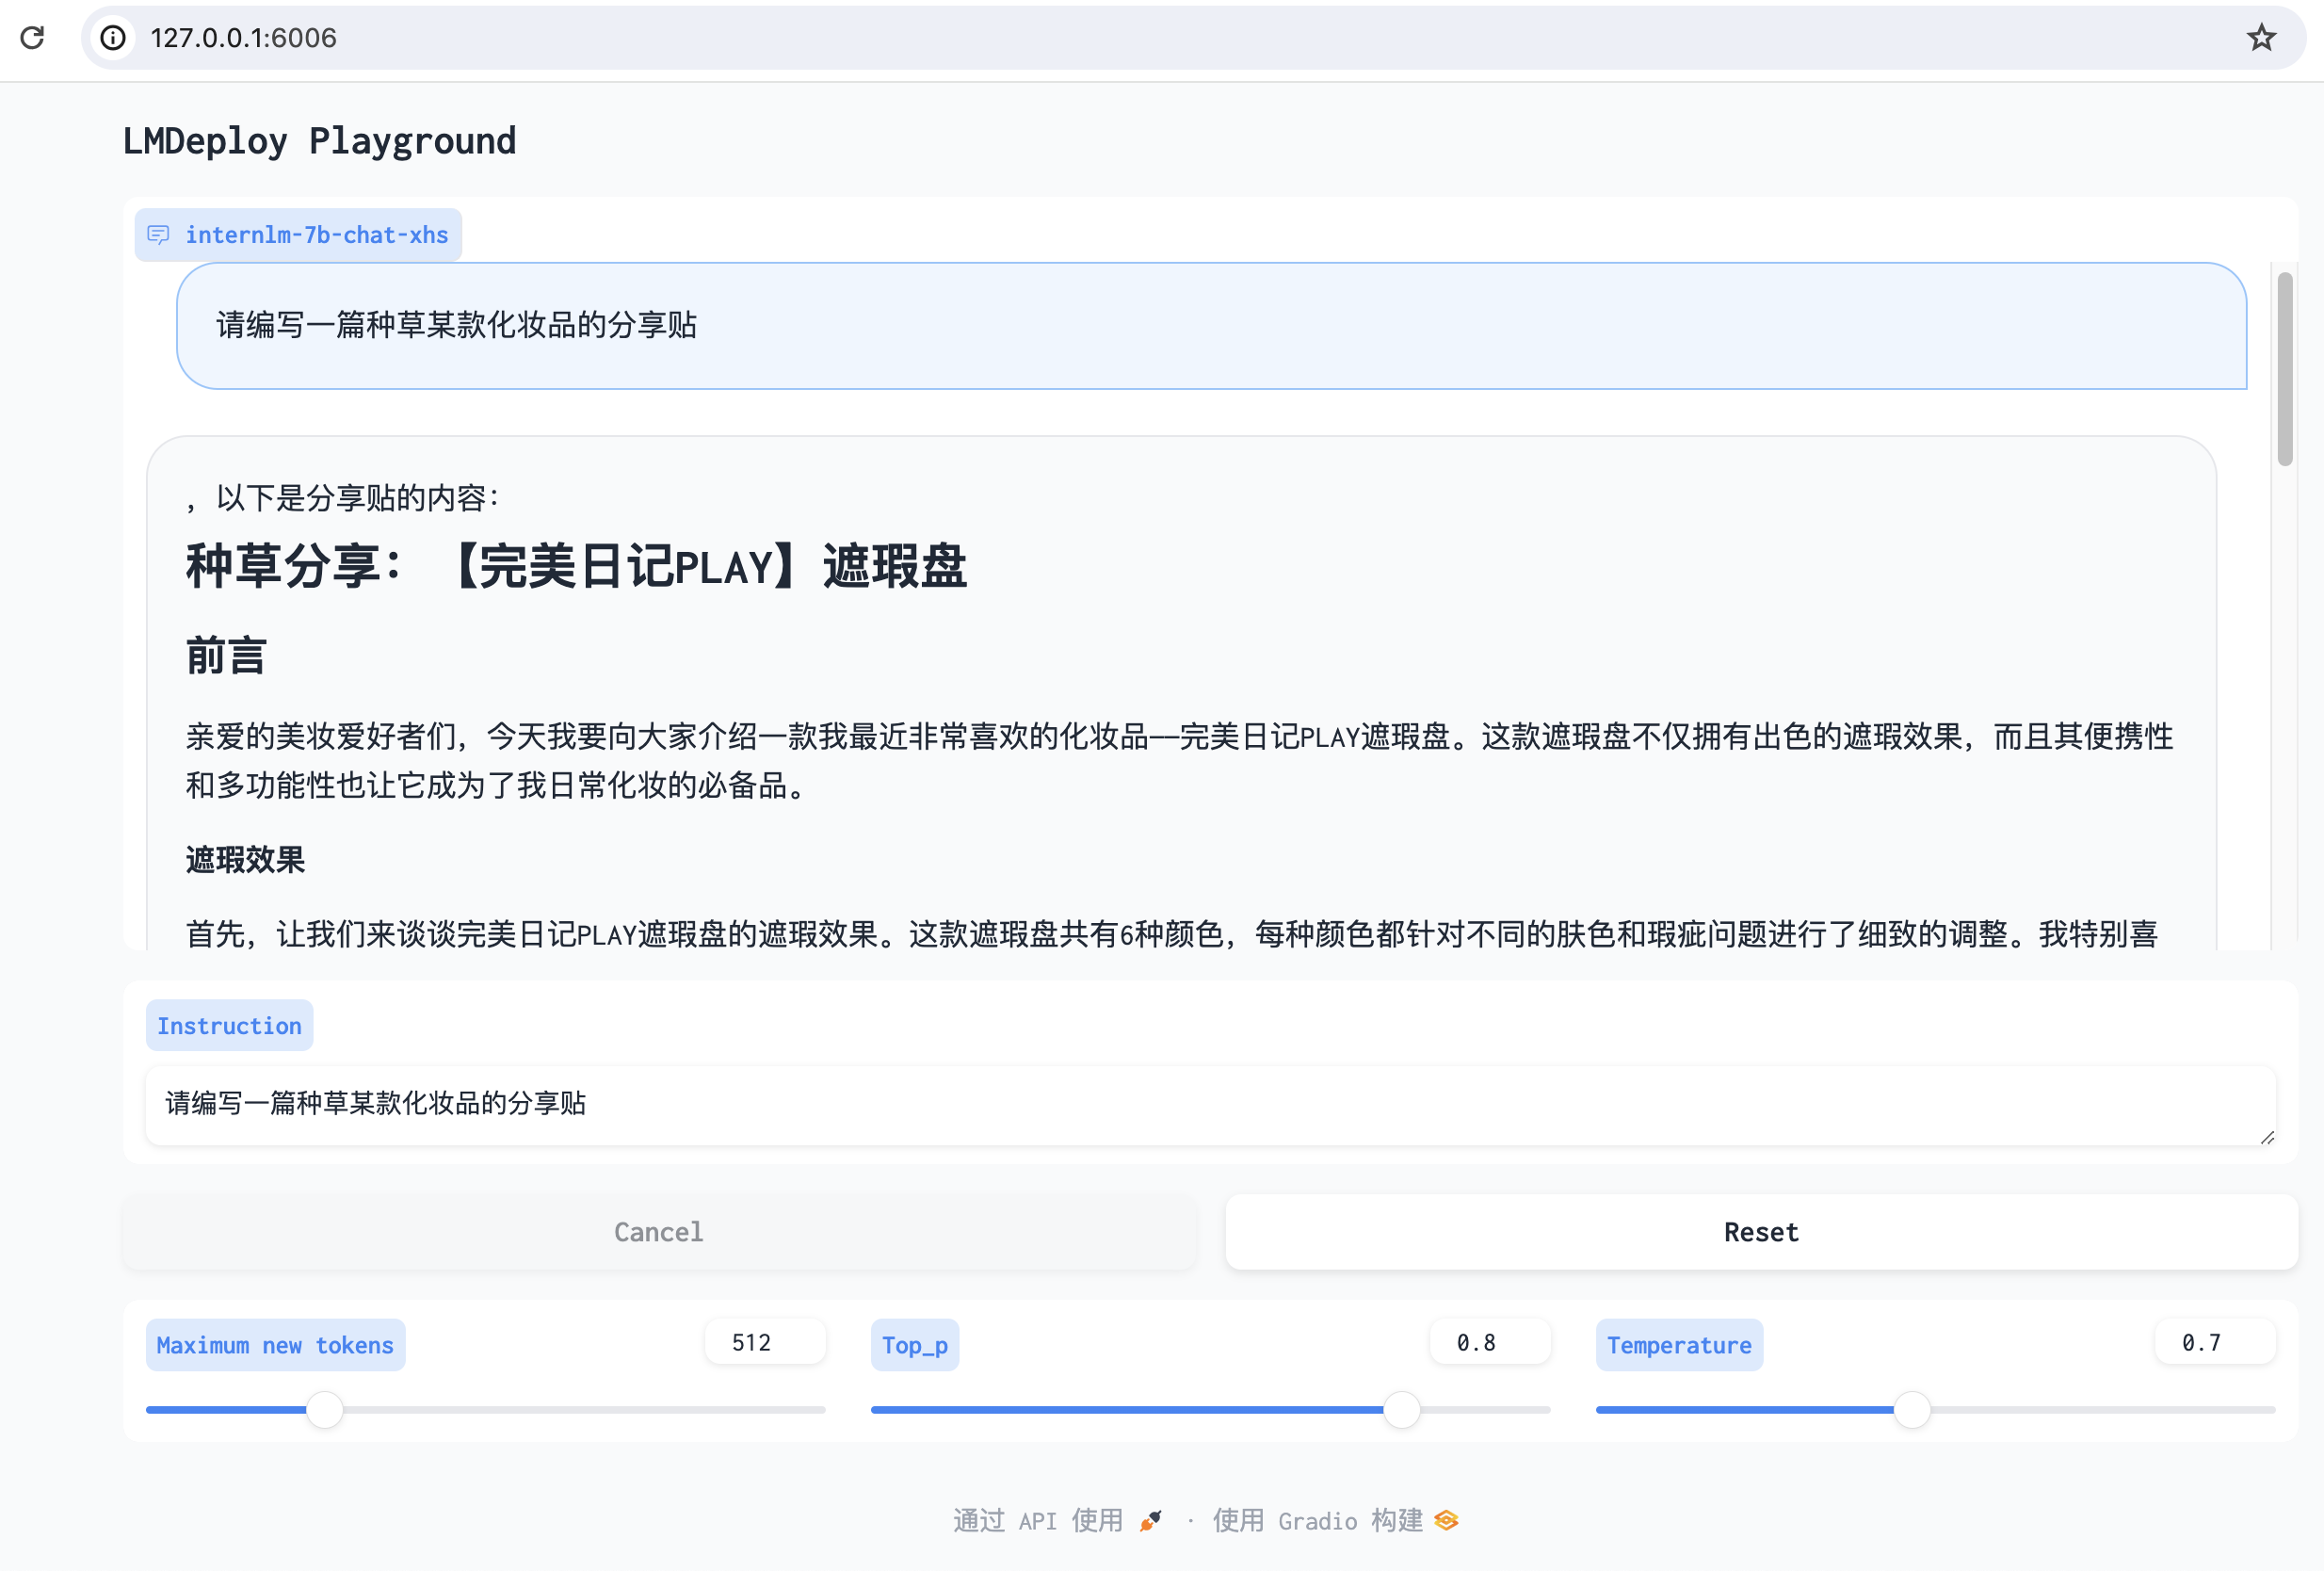 127.0.0.1:6006
LMDeploy Playground
internlm-7b-chat-xhs
请编写一篇种草某款化妆品的分享贴
，以下是分享贴的内容：
种草分享：【完美日记PLAY】遮瑕盘
前言
亲爱的美妆爱好者们，今天我要向大家介绍一款我最近非常喜欢的化妆品——完美日记PLAY遮瑕盘。这款遮瑕盘不仅拥有出色的遮瑕效果，而且其便携性
和多功能性也让它成为了我日常化妆的必备品。
遮瑕效果
首先，让我们来谈谈完美日记PLAY遮瑕盘的遮瑕效果。这款遮瑕盘共有6种颜色，每种颜色都针对不同的肤色和瑕疵问题进行了细致的调整。我特别喜
Instruction
请编写一篇种草某款化妆品的分享贴
Cancel
Reset
Maximum new tokens
512
Top_p
0.8
Temperature
0.7
通过 API 使用 · 使用 Gradio 构建